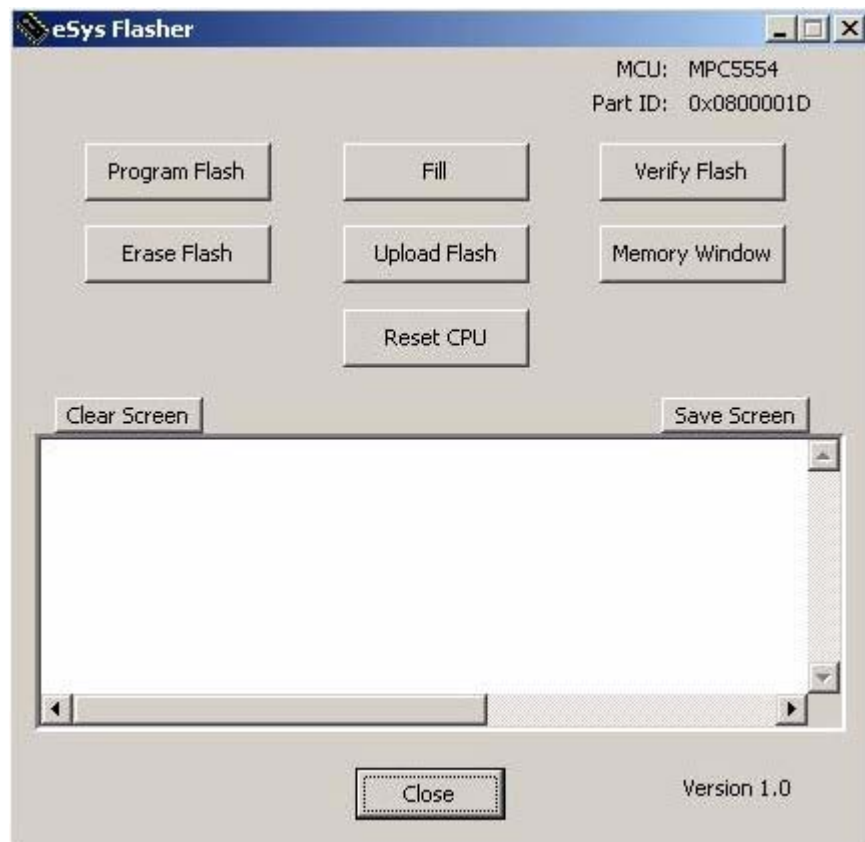 eSys Flasher
MCU: MPC5554
Part ID: 0x0800001D
Program Flash
Fill
Verify Flash
Erase Flash
Upload Flash
Memory Window
Reset CPU
Clear Screen
Save Screen
Close
Version 1.0